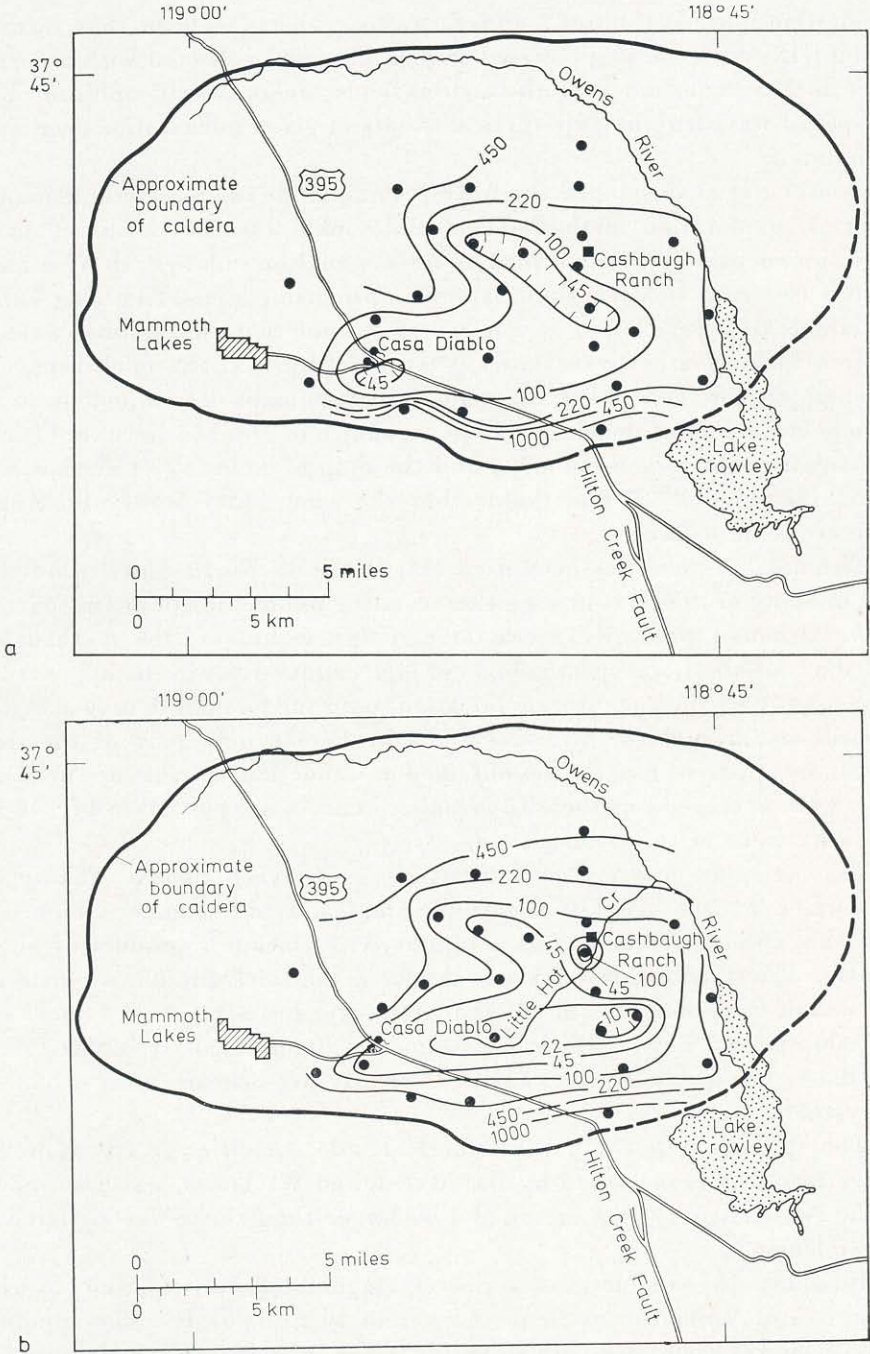 119°00′
118°45′
37°
45′
Owens
River
450
395
Approximate
boundary
of caldera
220
100
45
Cashbaugh
Ranch
Mammoth
Lakes
Casa Diablo
45
100
220
450
1000
Lake
Crowley
Hilton Creek Fault
0 5 miles
0 5 km
a
119°00′
118°45′
37°
45′
Owens
River
450
395
Approximate
boundary
of caldera
220
100
Cr
45
Cashbaugh
Ranch
100
45
Little Hot
Mammoth
Lakes
Casa Diablo
10
22
45
100
220
450
1000
Lake
Crowley
Hilton Creek Fault
0 5 miles
0 5 km
b